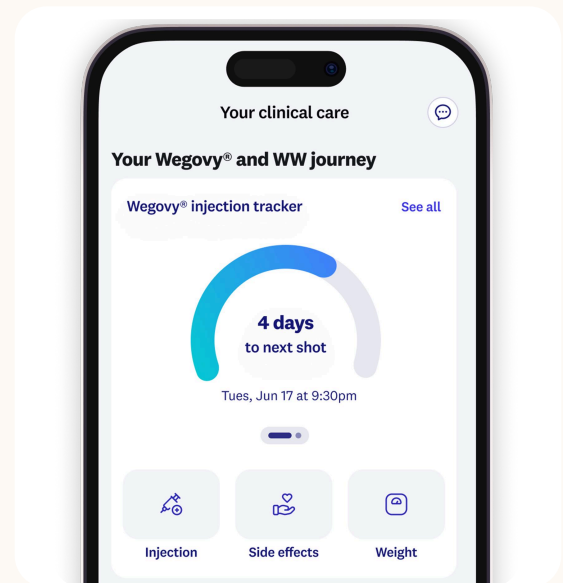 Your clinical care
Your Wegovy® and WW journey
Wegovy® injection tracker
See all
4 days
to next shot
Tues, Jun 17 at 9:30pm
Injection
Side effects
Weight